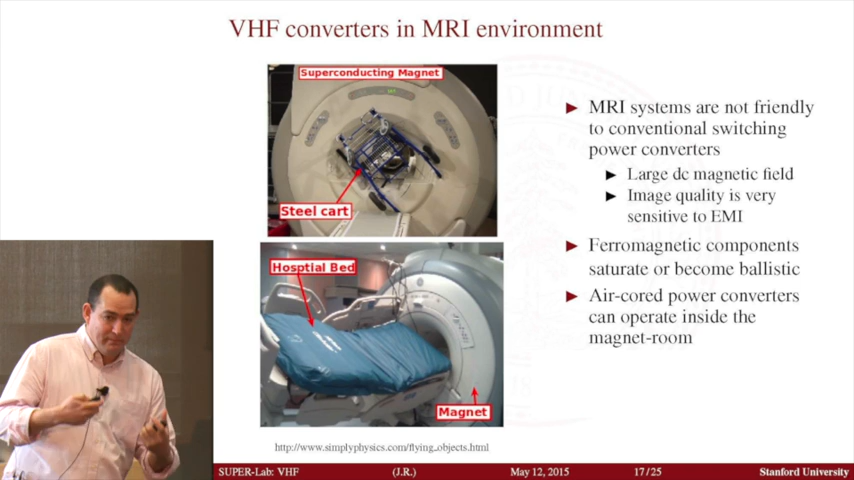 VHF converters in MRI environment
Superconducting Magnet
Steel cart
Hosptial Bed
Magnet
http://www.simplyphysics.com/flying_objects.html
► MRI systems are not friendly
to conventional switching
power converters
► Large dc magnetic field
► Image quality is very
sensitive to EMI
► Ferromagnetic components
saturate or become ballistic
► Air-cored power converters
can operate inside the
magnet-room
SUPER-Lab: VHF (J.R.) May 12, 2015 17/25 Stanford University